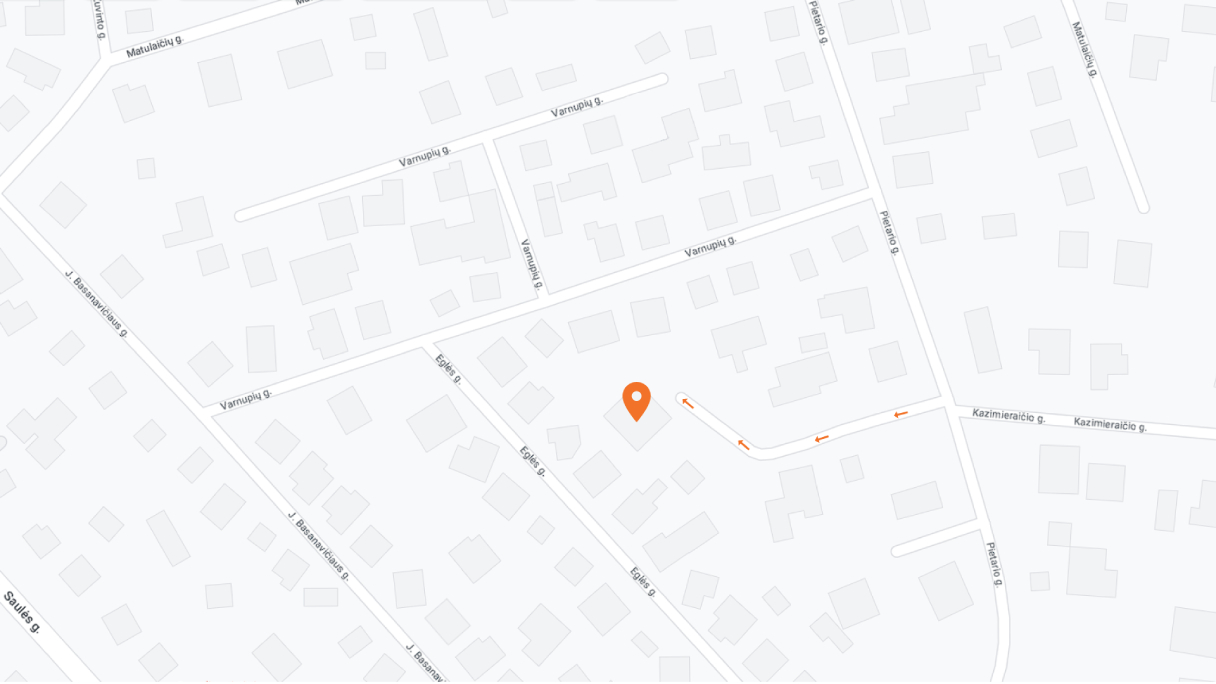 Matulaičių g.
Pietario g.
Matulaičių g.
Varnupių g.
Varnupių g.
Varnupių g.
Varnupių g.
Pietario g.
J. Basanavičiaus g.
Eglės g.
Varnupių g.
Kazimieraičio g.
Kazimieraičio g.
Eglės g.
J. Basanavičiaus g.
Pietario g.
Eglės g.
Saulės g.